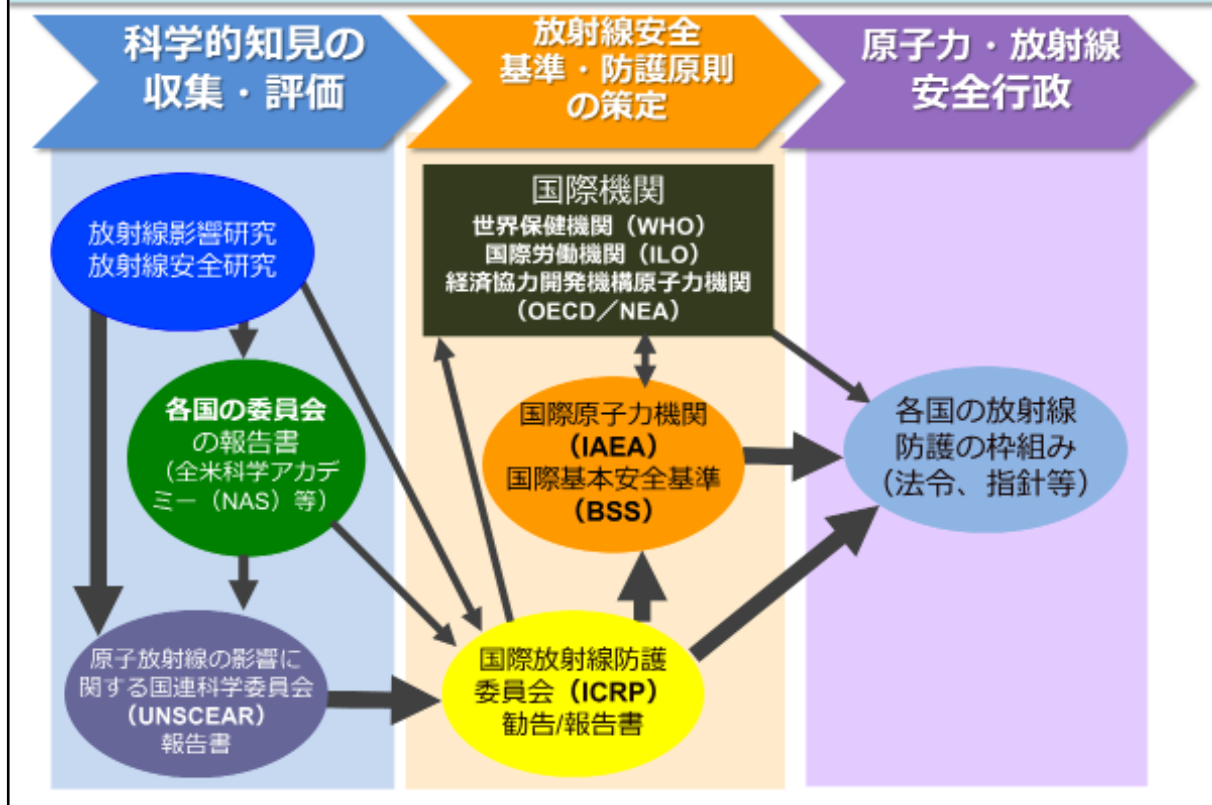 科学的知見の
収集・評価
放射線安全
基準・防護原則
の策定
原子力・放射線
安全行政
放射線影響研究
放射線安全研究
各国の委員会
の報告書
（全米科学アカデ
ミー（NAS）等）
原子放射線の影響に
関する国連科学委員会
（UNSCEAR）
報告書
国際機関
世界保健機関（WHO）
国際労働機関（ILO）
経済協力開発機構原子力機関
（OECD／NEA）
国際原子力機関
（IAEA）
国際基本安全基準
（BSS）
国際放射線防護
委員会（ICRP）
勧告/報告書
各国の放射線
防護の枠組み
（法令、指針等）